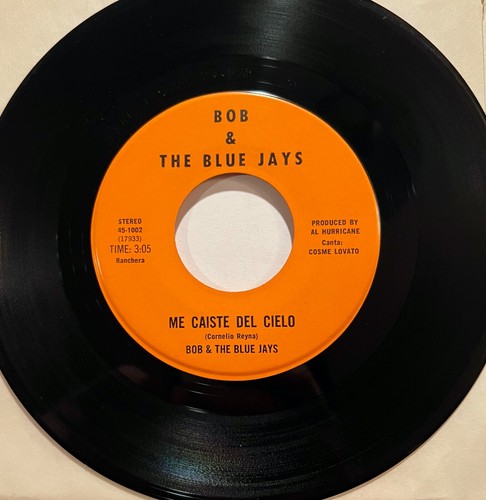 BOB
&
THE BLUE JAYS
STEREO
45-1002
(17933)
TIME: 3:05
Ranchera
PRODUCED BY
AL HURRICANE
Canta:
COSME LOVATO
ME CAISTE DEL CIELO
(Cornelio Reyna)
BOB & THE BLUE JAYS